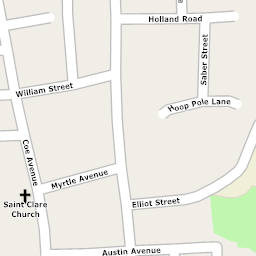 Holland Road
Saber Street
William Street
Hoop Pole Lane
Coe Avenue
Myrtle Avenue
Saint Clare
Church
Elliot Street
Austin Avenue